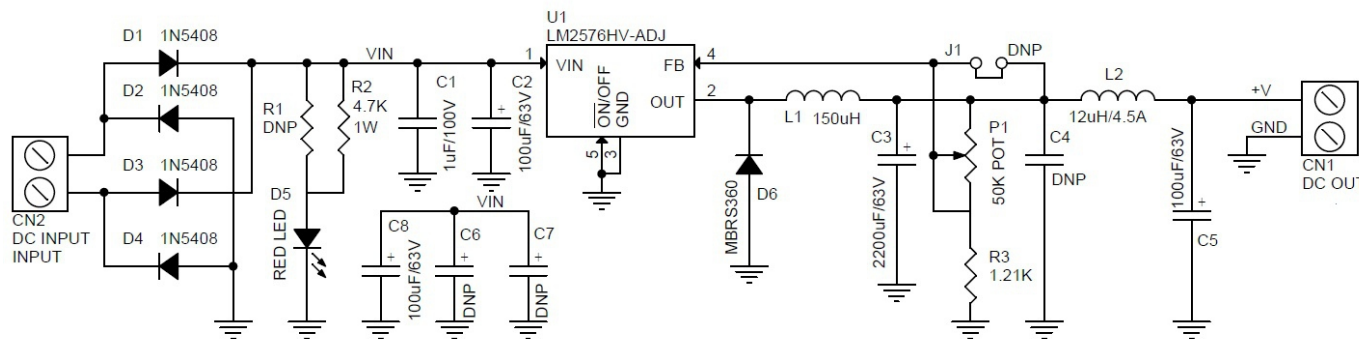 D1 1N5408
D2 1N5408
D3 1N5408
D4 1N5408
CN2
DC INPUT
INPUT
VIN
R1
DNP
R2
4.7K
1W
D5
RED LED
C1
1uF/100V
C2
+
100uF/63V
VIN
C8
+
100uF/63V
C6
+
DNP
C7
+
DNP
U1
LM2576HV-ADJ
1
VIN
FB
4
OUT
2
ON/OFF
GND
5
3
D6
MBRS360
L1 150uH
C3
+
2200uF/63V
J1
DNP
P1
50K POT
R3
1.21K
C4
DNP
L2
12uH/4.5A
100uF/63V
+
C5
+V
GND
CN1
DC OUT